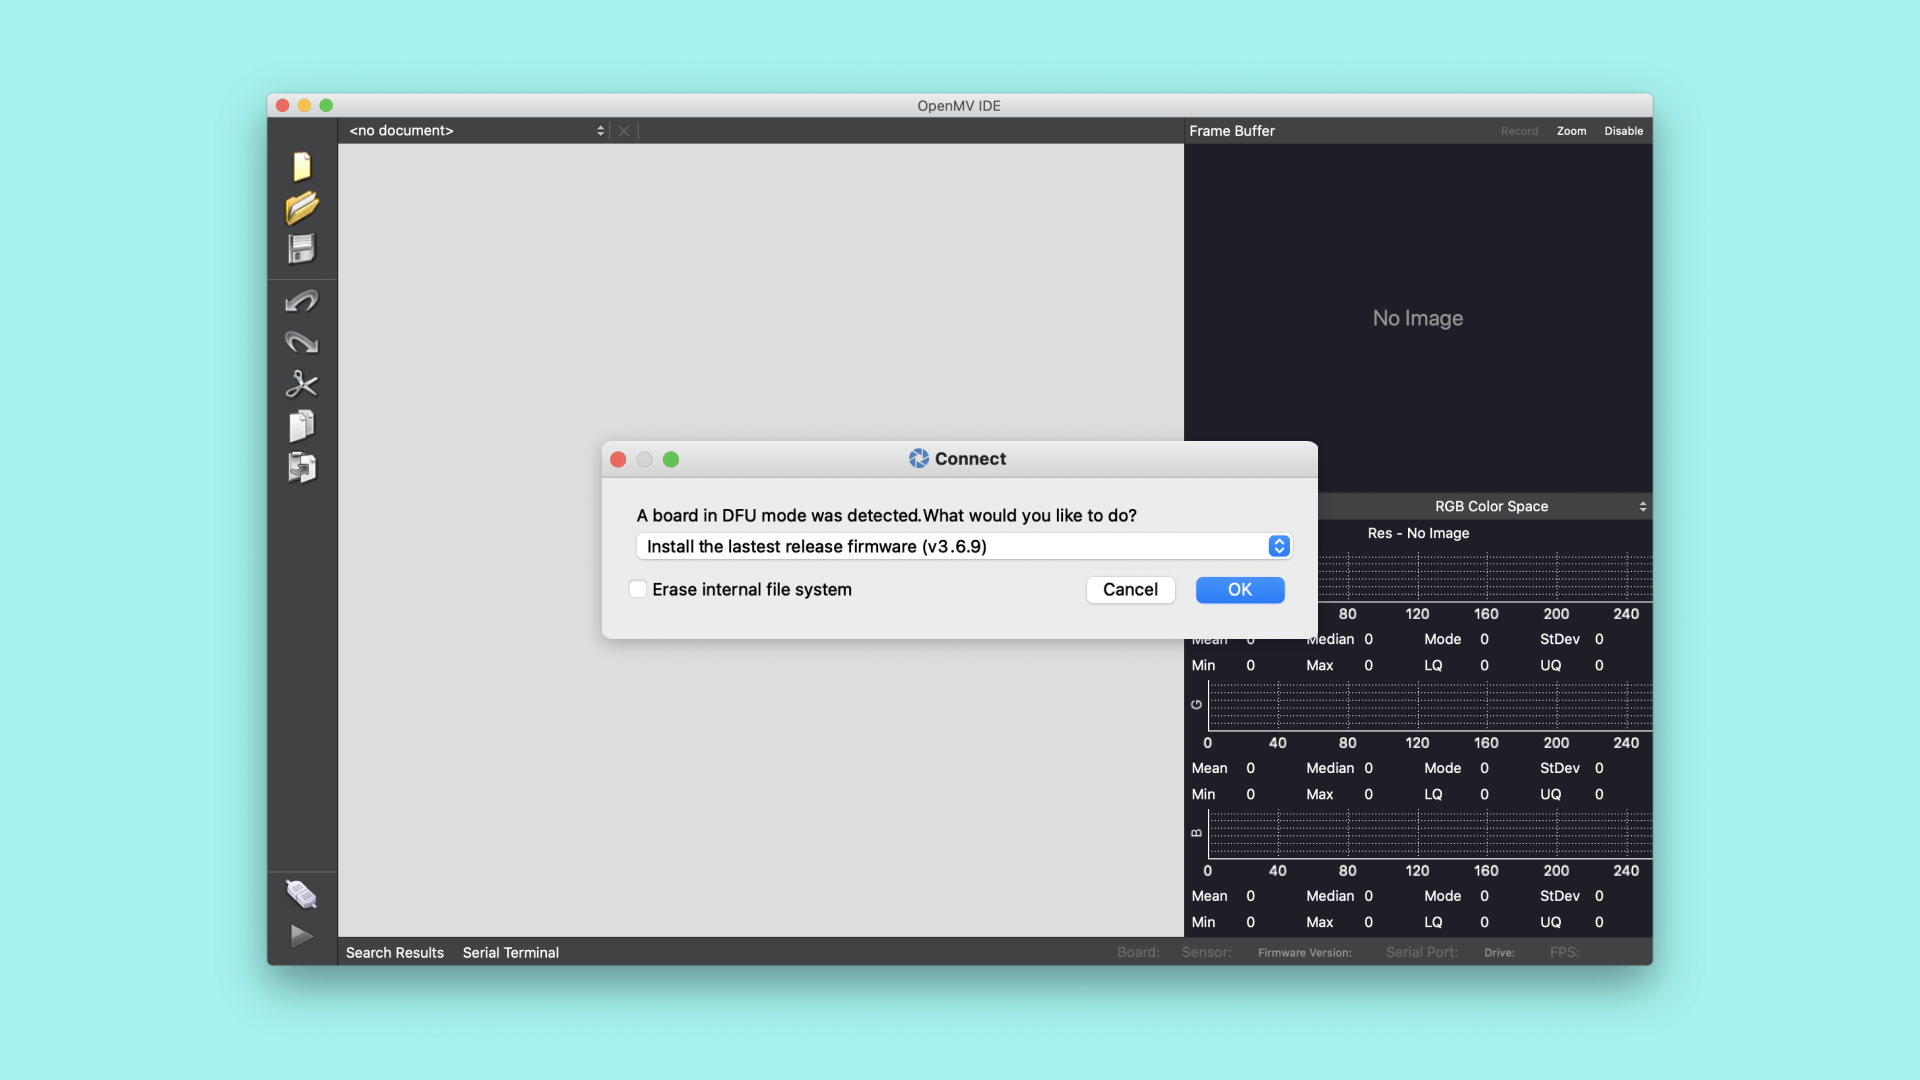 OpenMV IDE
<no document>
Frame Buffer
Record Zoom Disable
No Image
Connect
A board in DFU mode was detected.What would you like to do?
Install the lastest release firmware (v3.6.9)
Erase internal file system
Cancel
OK
RGB Color Space
Res - No Image
80 120 160 200 240
Mean 0 Median 0 Mode 0 StDev 0
Min 0 Max 0 LQ 0 UQ 0
G
0 40 80 120 160 200 240
Mean 0 Median 0 Mode 0 StDev 0
Min 0 Max 0 LQ 0 UQ 0
B
0 40 80 120 160 200 240
Mean 0 Median 0 Mode 0 StDev 0
Min 0 Max 0 LQ 0 UQ 0
Search Results Serial Terminal
Board: Sensor: Firmware Version: Serial Port: Drive: FPS: